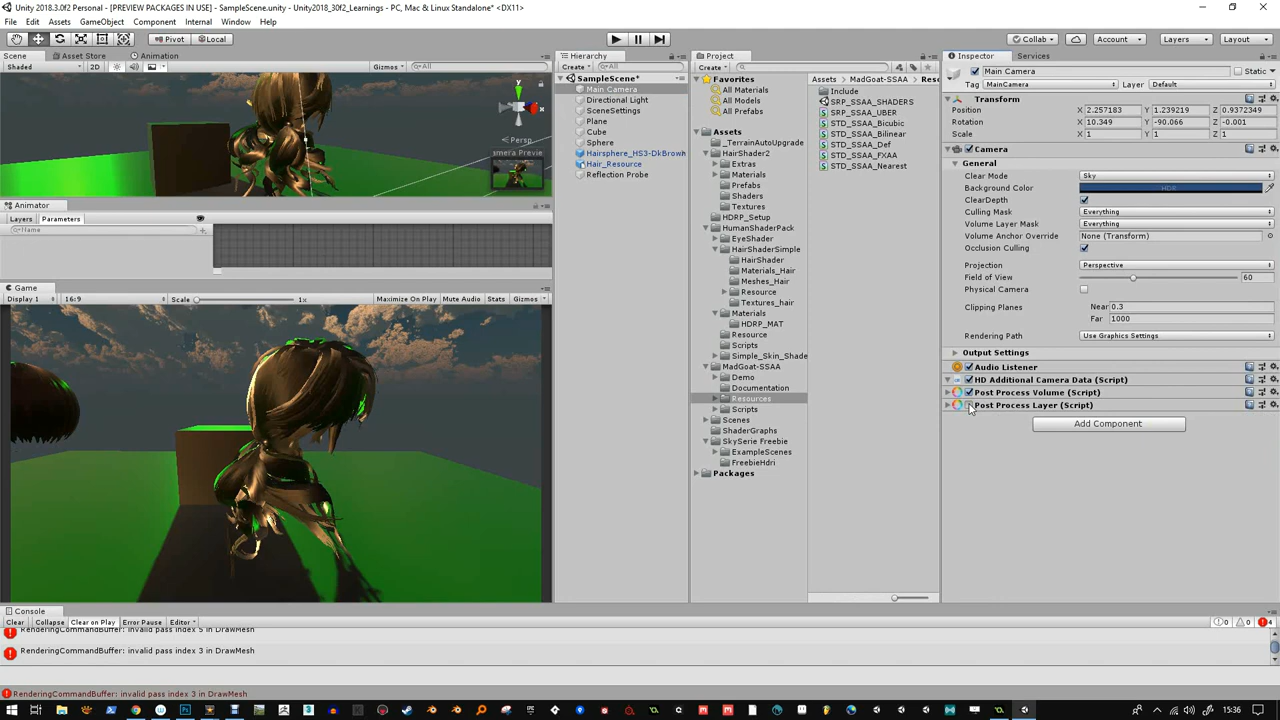 Unity 2018.3.0f2 Personal - [PREVIEW PACKAGES IN USE] - SampleScene.unity - Unity2018_30f2_Learnings - PC, Mac & Linux Standalone* <DX11>
File Edit Assets GameObject Component Internal Window Help
Pivot Local Collab Account Layers Layout
Scene Asset Store Animation
Shaded 2D Gizmos All
Persp
mera Previe
Animator
Layers Parameters
Name
Game
Display 1 16:9 Scale 1x Maximize On Play Mute Audio Stats Gizmos
Hierarchy
Create All
SampleScene*
Main Camera
Directional Light
SceneSettings
Plane
Cube
Sphere
Hairsphere_HS3-DkBrown
Hair_Resource
Reflection Probe
Project
Create
Favorites
All Materials
All Models
All Prefabs
Assets
_TerrainAutoUpgrade
HairShader2
Extras
Materials
Prefabs
Shaders
Textures
HDRP_Setup
HumanShaderPack
EyeShader
HairShaderSimple
HairShader
Materials_Hair
Meshes_Hair
Resource
Textures_hair
Materials
HDRP_MAT
Resource
Scripts
Simple_Skin_Shade
MadGoat-SSAA
Demo
Documentation
Resources
Scripts
Scenes
ShaderGraphs
SkySerie Freebie
ExampleScenes
FreebieHdri
Packages
Assets MadGoat-SSAA Reso
Include
SRP_SSAA_SHADERS
SRP_SSAA_UBER
STD_SSAA_Bicubic
STD_SSAA_Bilinear
STD_SSAA_Def
STD_SSAA_FXAA
STD_SSAA_Nearest
Inspector Services
Main Camera Static
Tag MainCamera Layer Default
Transform
Position X 2.257183 Y 1.239219 Z 0.9722349
Rotation X 10.349 Y -90.066 Z -0.001
Scale X 1 Y 1 Z 1
Camera
General
Clear Mode Sky
Background Color HDR
ClearDepth
Culling Mask Everything
Volume Layer Mask Everything
Volume Anchor Override None (Transform)
Occlusion Culling
Projection Perspective
Field of View 60
Physical Camera
Clipping Planes Near 0.3
Far 1000
Rendering Path Use Graphics Settings
Output Settings
Audio Listener
HD Additional Camera Data (Script)
Post Process Volume (Script)
Post Process Layer (Script)
Add Component
Console
Clear Collapse Clear on Play Error Pause Editor 0 0 4
RenderingCommandBuffer: invalid pass index 5 in DrawMesh
RenderingCommandBuffer: invalid pass index 3 in DrawMesh
RenderingCommandBuffer: invalid pass index 3 in DrawMesh
15:36